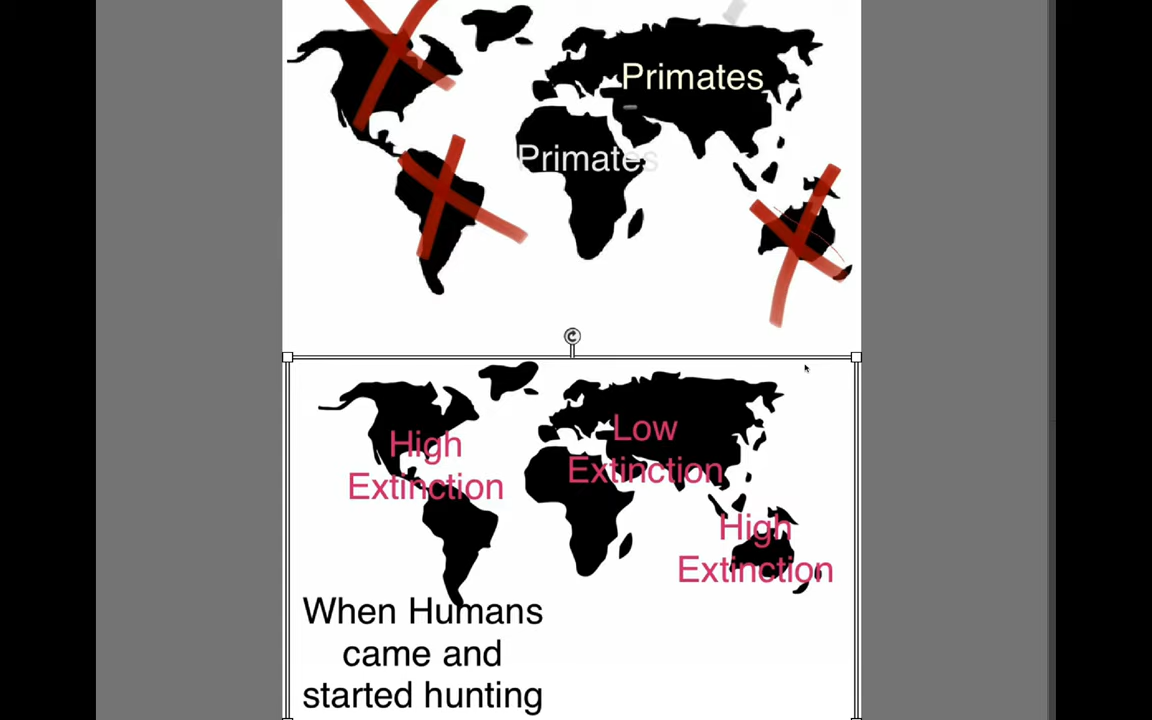 Primates
Primates
High
Extinction
Low
Extinction
High
Extinction
When Humans
came and
started hunting